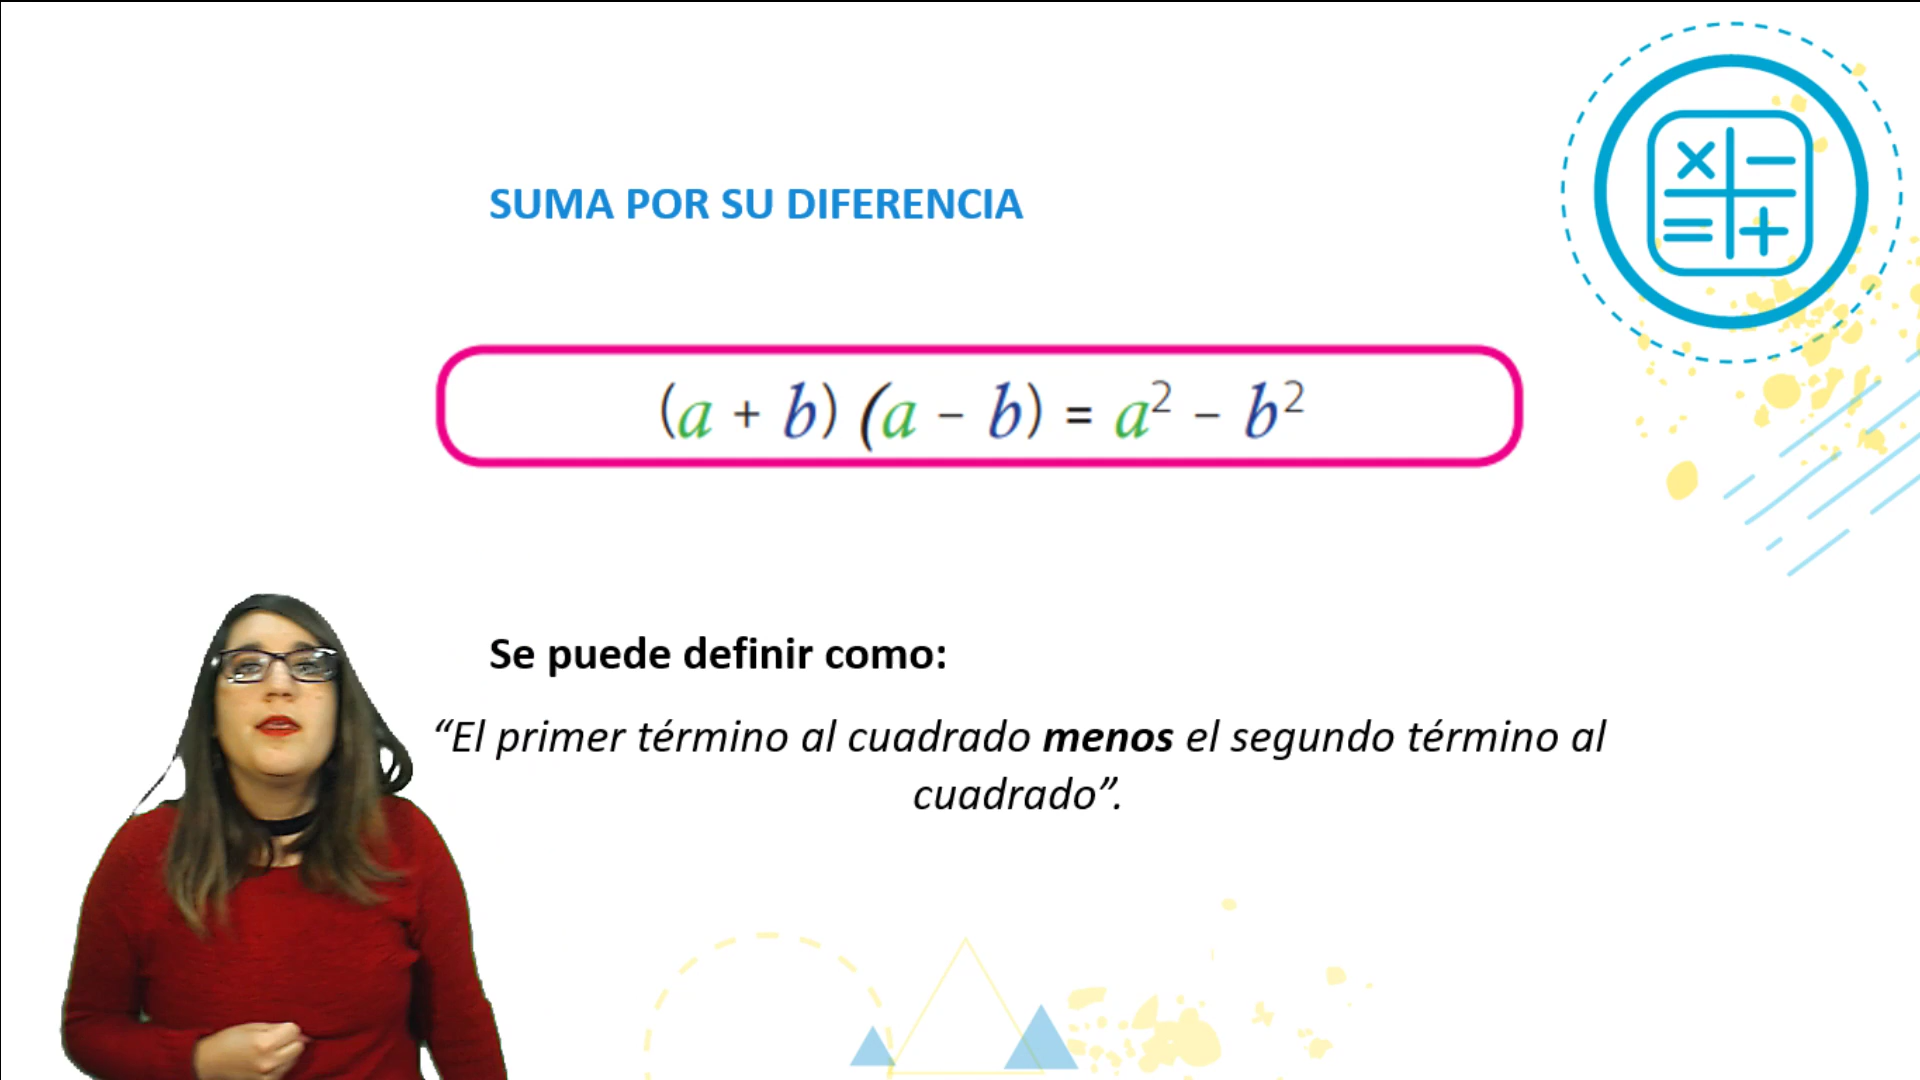 SUMA POR SU DIFERENCIA
(a + b) (a − b) = a² − b²
Se puede definir como:
“El primer término al cuadrado menos el segundo término al
cuadrado”.